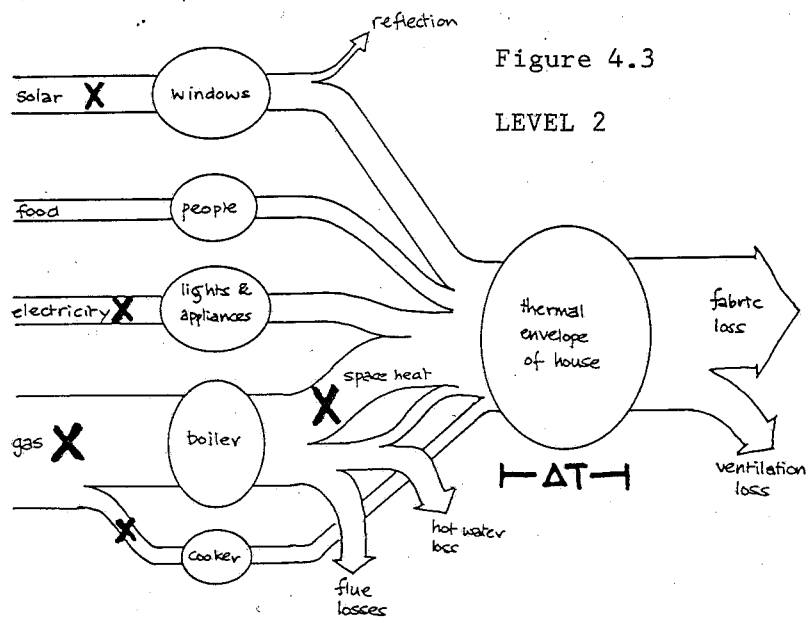 reflection
Figure 4.3
LEVEL 2
solar X
windows
food
people
electricity X
lights &
appliances
thermal
envelope
of house
fabric
loss
space heat
X
gas X
boiler
ventilation
loss
ΔT
X
cooker
hot water
loss
flue
losses